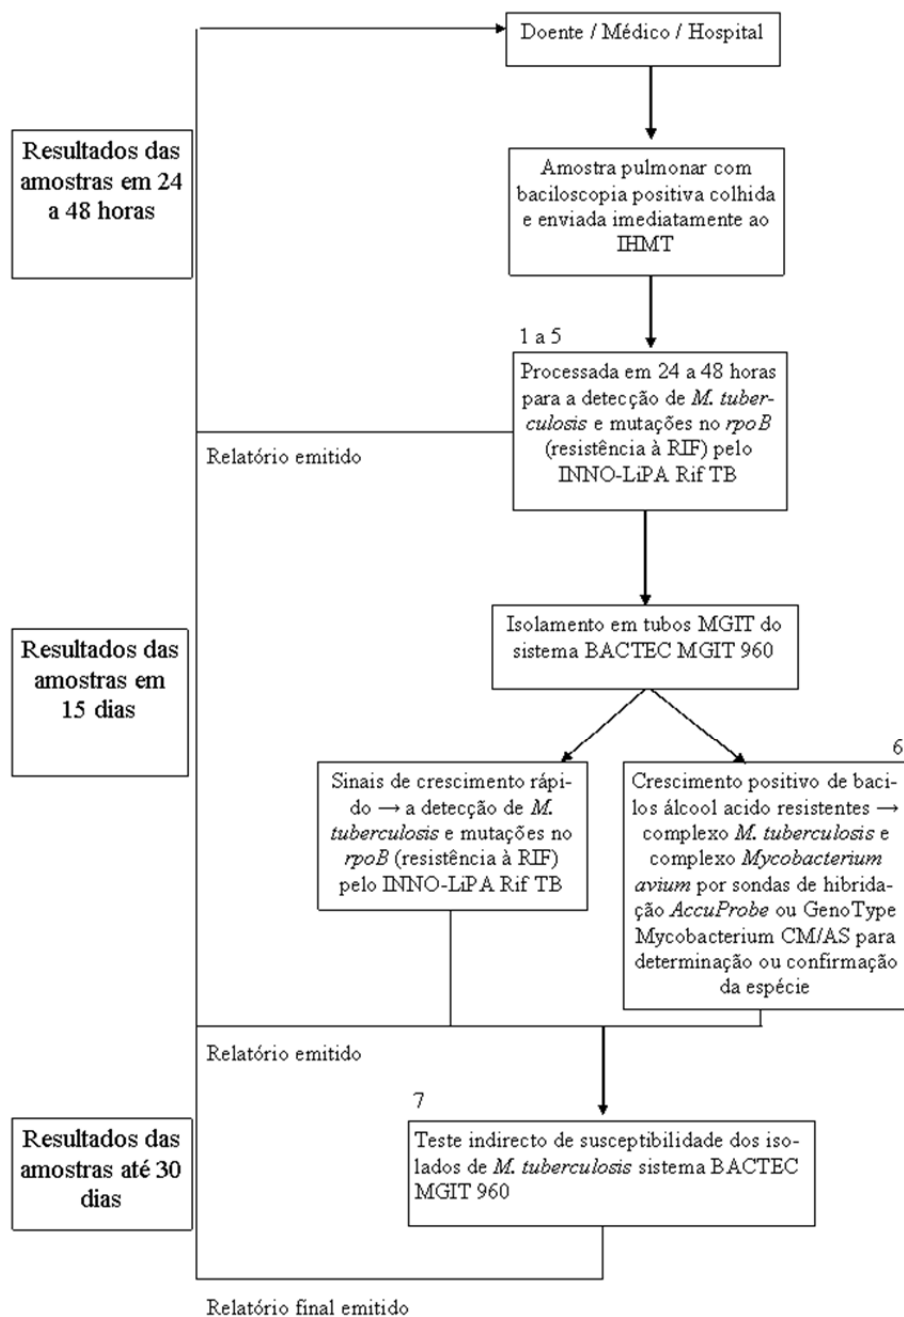 Doente / Médico / Hospital
Resultados das
amostras em 24
a 48 horas
Amostra pulmonar com
baciloscopia positiva colhida
e enviada imediatamente ao
IHMT
1 a 5
Processada em 24 a 48 horas
para a detecção de M. tuber-
culosis e mutações no rpoB
(resistência à RIF) pelo
INNO-LiPA Rif TB
Relatório emitido
Isolamento em tubos MGIT do
sistema BACTEC MGIT 960
Resultados das
amostras em
15 dias
Sinais de crescimento rápi-
do → a detecção de M.
tuberculosis e mutações no
rpoB (resistência à RIF)
pelo INNO-LiPA Rif TB
6
Crescimento positivo de baci-
los álcool acido resistentes →
complexo M. tuberculosis e
complexo Mycobacterium
avium por sondas de hibrida-
ção AccuProbe ou GenoType
Mycobacterium CM/AS para
determinação ou confirmação
da espécie
Relatório emitido
7
Resultados das
amostras até 30
dias
Teste indirecto de susceptibilidade dos iso-
lados de M. tuberculosis sistema BACTEC
MGIT 960
Relatório final emitido